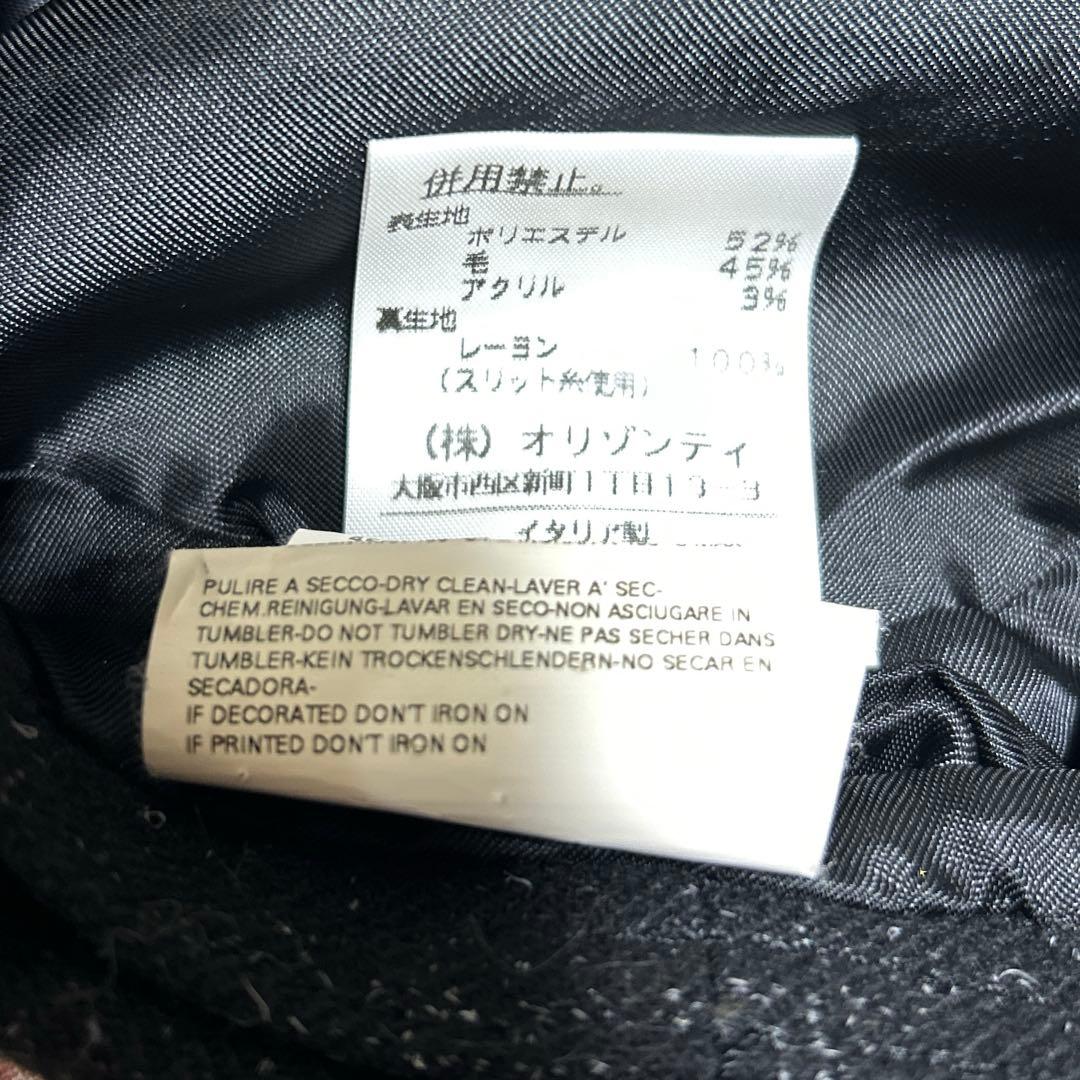 併用禁止。
表生地
ポリエステル 52%
毛 45%
アクリル 3%
裏生地
レーヨン 100%
(スリット糸使用)
(株) オリゾンティ
大阪市西区新町1丁目13-3
イタリア製
PULIRE A SECCO-DRY CLEAN-LAVER A' SEC-
CHEM.REINIGUNG-LAVAR EN SECO-NON ASCIUGARE IN
TUMBLER-DO NOT TUMBLER DRY-NE PAS SECHER DANS
TUMBLER-KEIN TROCKENSCHLENDERN-NO SECAR EN
SECADORA-
IF DECORATED DON'T IRON ON
IF PRINTED DON'T IRON ON